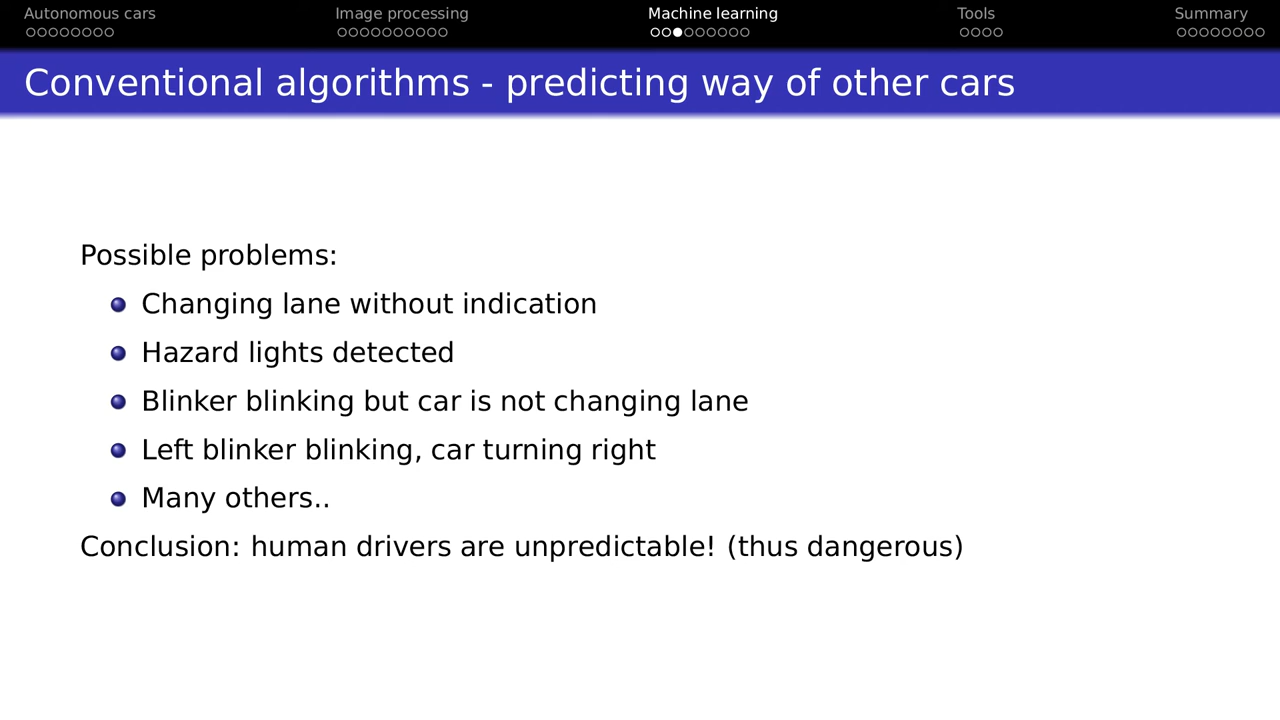 Autonomous cars
Image processing
Machine learning
Tools
Summary
Conventional algorithms - predicting way of other cars
Possible problems:
Changing lane without indication
Hazard lights detected
Blinker blinking but car is not changing lane
Left blinker blinking, car turning right
Many others..
Conclusion: human drivers are unpredictable! (thus dangerous)